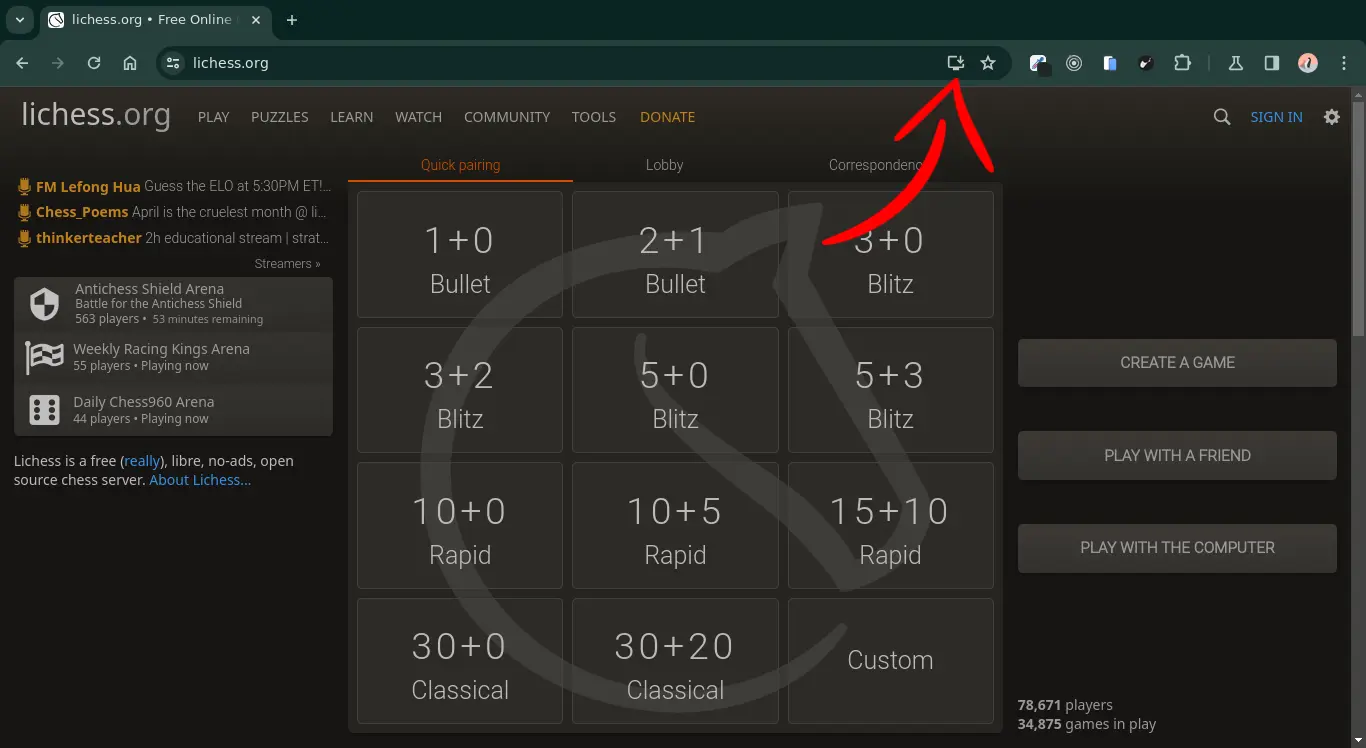 lichess.org • Free Online
lichess.org
lichess.org PLAY PUZZLES LEARN WATCH COMMUNITY TOOLS DONATE SIGN IN
Quick pairing Lobby Correspondenc
FM Lefong Hua Guess the ELO at 5:30PM ET!...
Chess_Poems April is the cruelest month @ li...
thinkerteacher 2h educational stream | strat...
Streamers »
Antichess Shield Arena
Battle for the Antichess Shield
563 players • 53 minutes remaining
Weekly Racing Kings Arena
55 players • Playing now
Daily Chess960 Arena
44 players • Playing now
Lichess is a free (really), libre, no-ads, open
source chess server. About Lichess...
1+0 2+1 3+0
Bullet Bullet Blitz
3+2 5+0 5+3
Blitz Blitz Blitz
10+0 10+5 15+10
Rapid Rapid Rapid
30+0 30+20 Custom
Classical Classical
CREATE A GAME
PLAY WITH A FRIEND
PLAY WITH THE COMPUTER
78,671 players
34,875 games in play